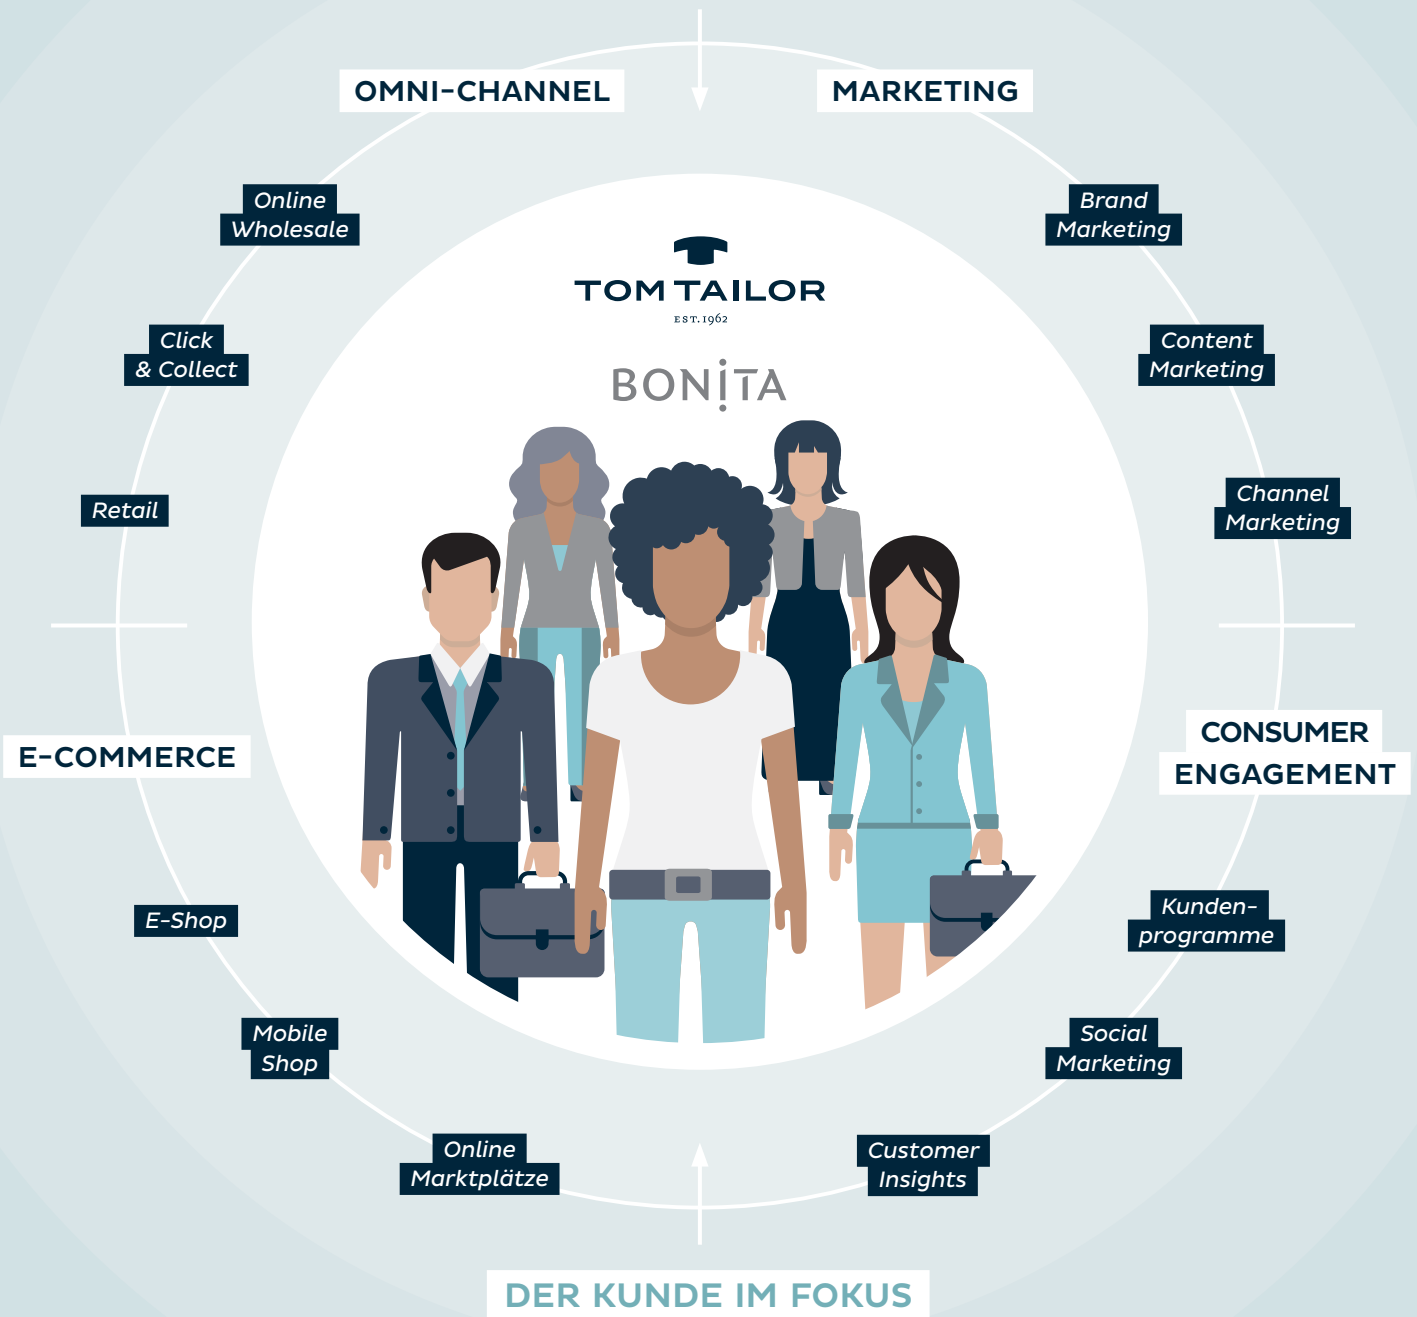 OMNI-CHANNEL
Online
Wholesale
Click
& Collect
Retail
MARKETING
Brand
Marketing
Content
Marketing
Channel
Marketing
TOM TAILOR
EST. 1962
BONITA
E-COMMERCE
E-Shop
Mobile
Shop
Online
Marktplätze
CONSUMER
ENGAGEMENT
Kunden-
programme
Social
Marketing
Customer
Insights
DER KUNDE IM FOKUS